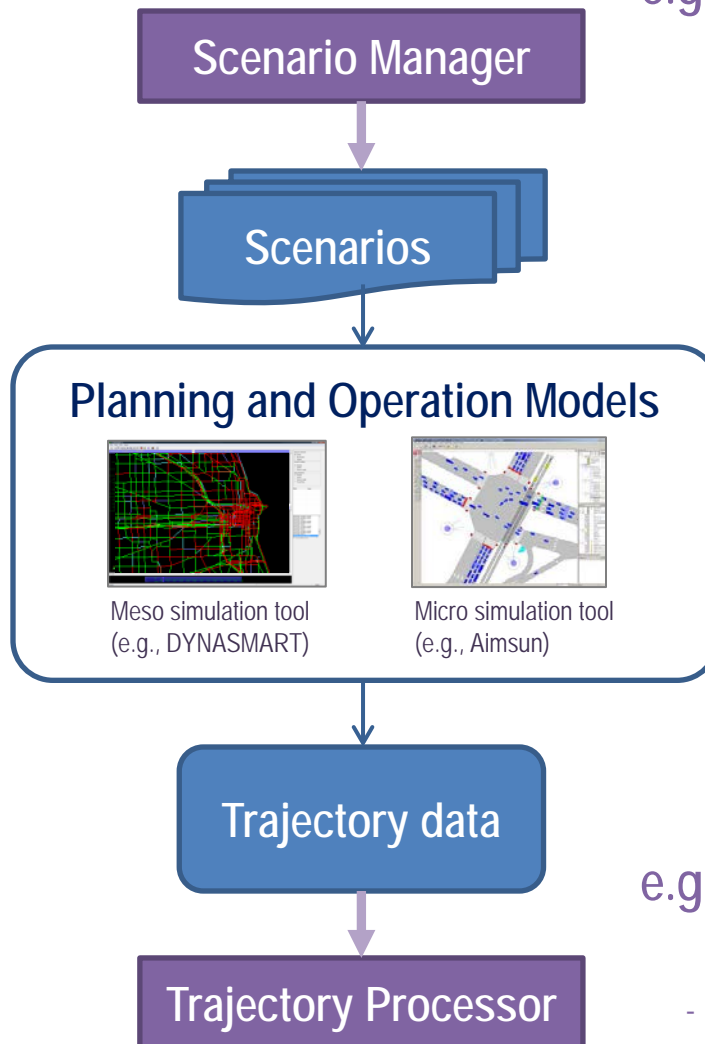 e.g
Scenario Manager
Scenarios
Planning and Operation Models
Meso simulation tool
(e.g., DYNASMART)
Micro simulation tool
(e.g., Aimsun)
Trajectory data
e.g
Trajectory Processor
-